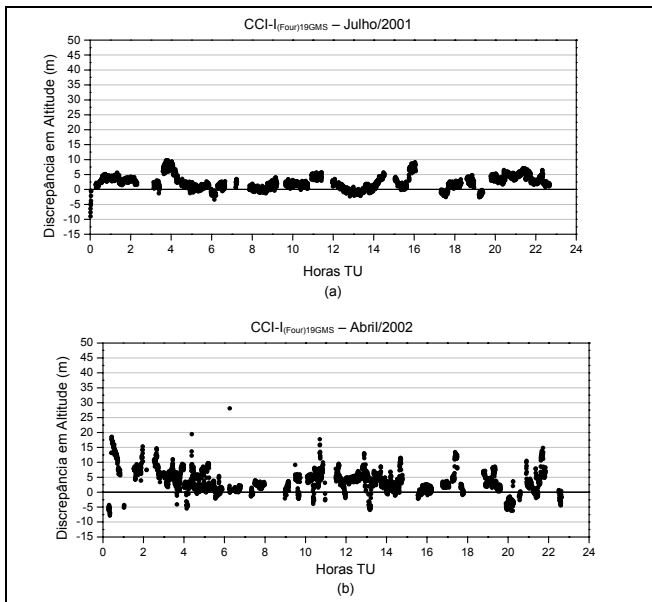 CCI-I(Four)19GMS – Julho/2001
Discrepância em Altitude (m)
50
45
40
35
30
25
20
15
10
5
0
-5
-10
-15
0 2 4 6 8 10 12 14 16 18 20 22 24
Horas TU
(a)
CCI-I(Four)19GMS – Abril/2002
Discrepância em Altitude (m)
50
45
40
35
30
25
20
15
10
5
0
-5
-10
-15
0 2 4 6 8 10 12 14 16 18 20 22 24
Horas TU
(b)